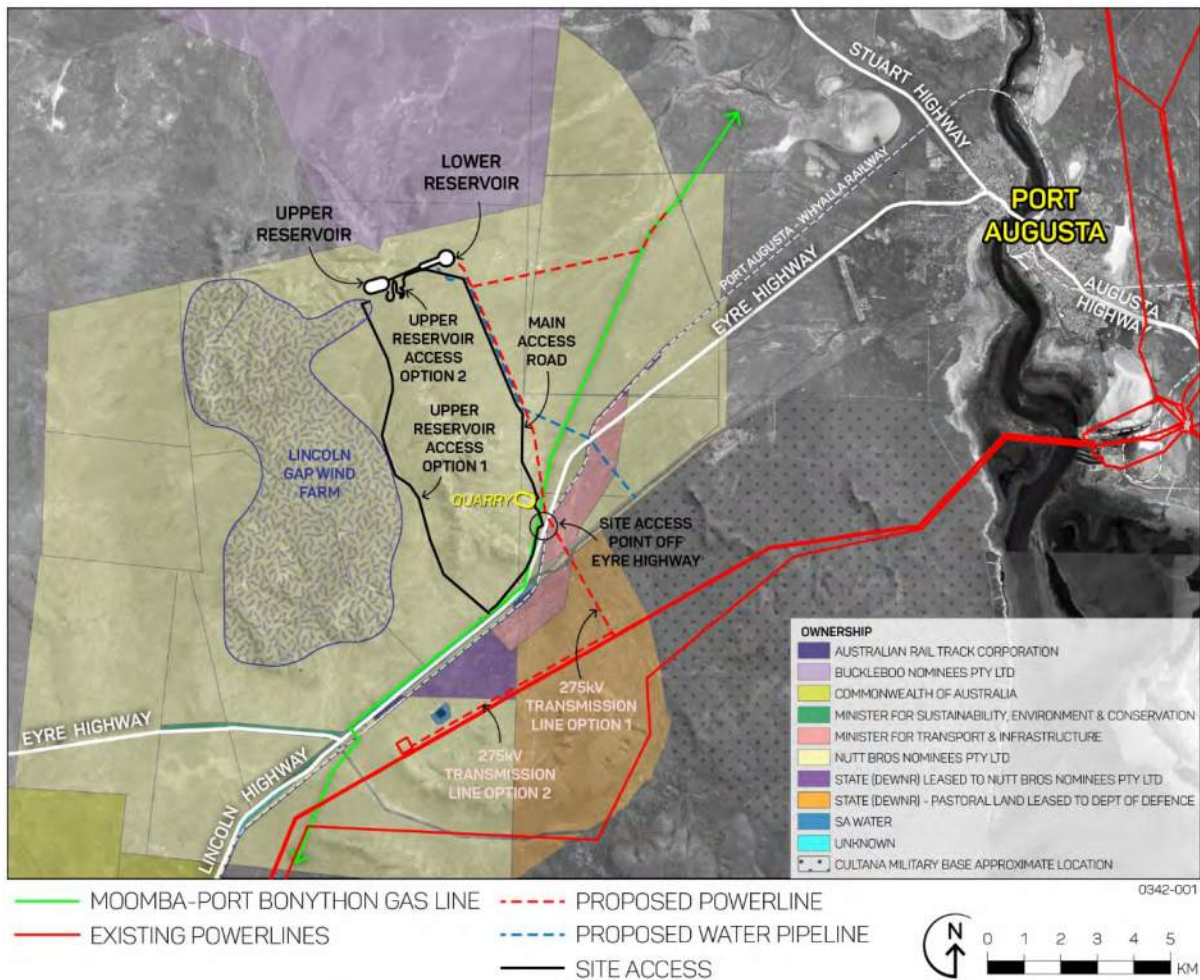 STUART HIGHWAY
LOWER
RESERVOIR
UPPER
RESERVOIR
PORT
AUGUSTA
PORT AUGUSTA - WHYALLA RAILWAY
EYRE HIGHWAY
AUGUSTA
HIGHWA
UPPER
RESERVOIR
ACCESS
OPTION 2
MAIN
ACCESS
ROAD
UPPER
RESERVOIR
ACCESS
OPTION 1
LINCOLN
GAP WIND
FARM
QUARRY
SITE ACCESS
POINT OFF
EYRE HIGHWAY
275kV
TRANSMISSION
LINE OPTION 1
275kV
TRANSMISSION
LINE OPTION 2
EYRE HIGHWAY
LINCOLN HIGHWAY
OWNERSHIP
AUSTRALIAN RAIL TRACK CORPORATION
BUCKLEBOO NOMINEES PTY LTD
COMMONWEALTH OF AUSTRALIA
MINISTER FOR SUSTAINABILITY, ENVIRONMENT & CONSERVATION
MINISTER FOR TRANSPORT & INFRASTRUCTURE
NUTT BROS NOMINEES PTY LTD
STATE (DEWNR) LEASED TO NUTT BROS NOMINEES PTY LTD
STATE (DEWNR) - PASTORAL LAND LEASED TO DEPT OF DEFENCE
SA WATER
UNKNOWN
CULTANA MILITARY BASE APPROXIMATE LOCATION
0342-001
MOOMBA-PORT BONYTHON GAS LINE
EXISTING POWERLINES
PROPOSED POWERLINE
PROPOSED WATER PIPELINE
SITE ACCESS
N
0 1 2 3 4 5
KM